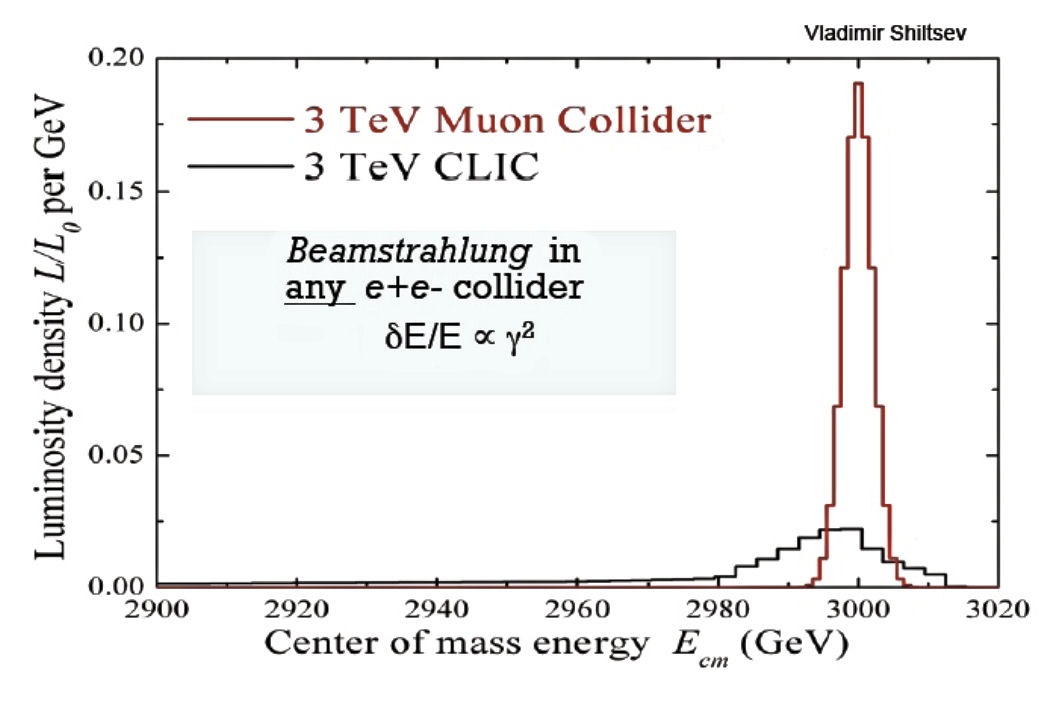 Vladimir Shiltsev
0.20
0.15
0.10
0.05
0.00
Luminosity density L/L₀ per GeV
3 TeV Muon Collider
3 TeV CLIC
Beamstrahlung in
any e+e- collider
δE/E ∝ γ²
2900 2920 2940 2960 2980 3000 3020
Center of mass energy E_cm (GeV)